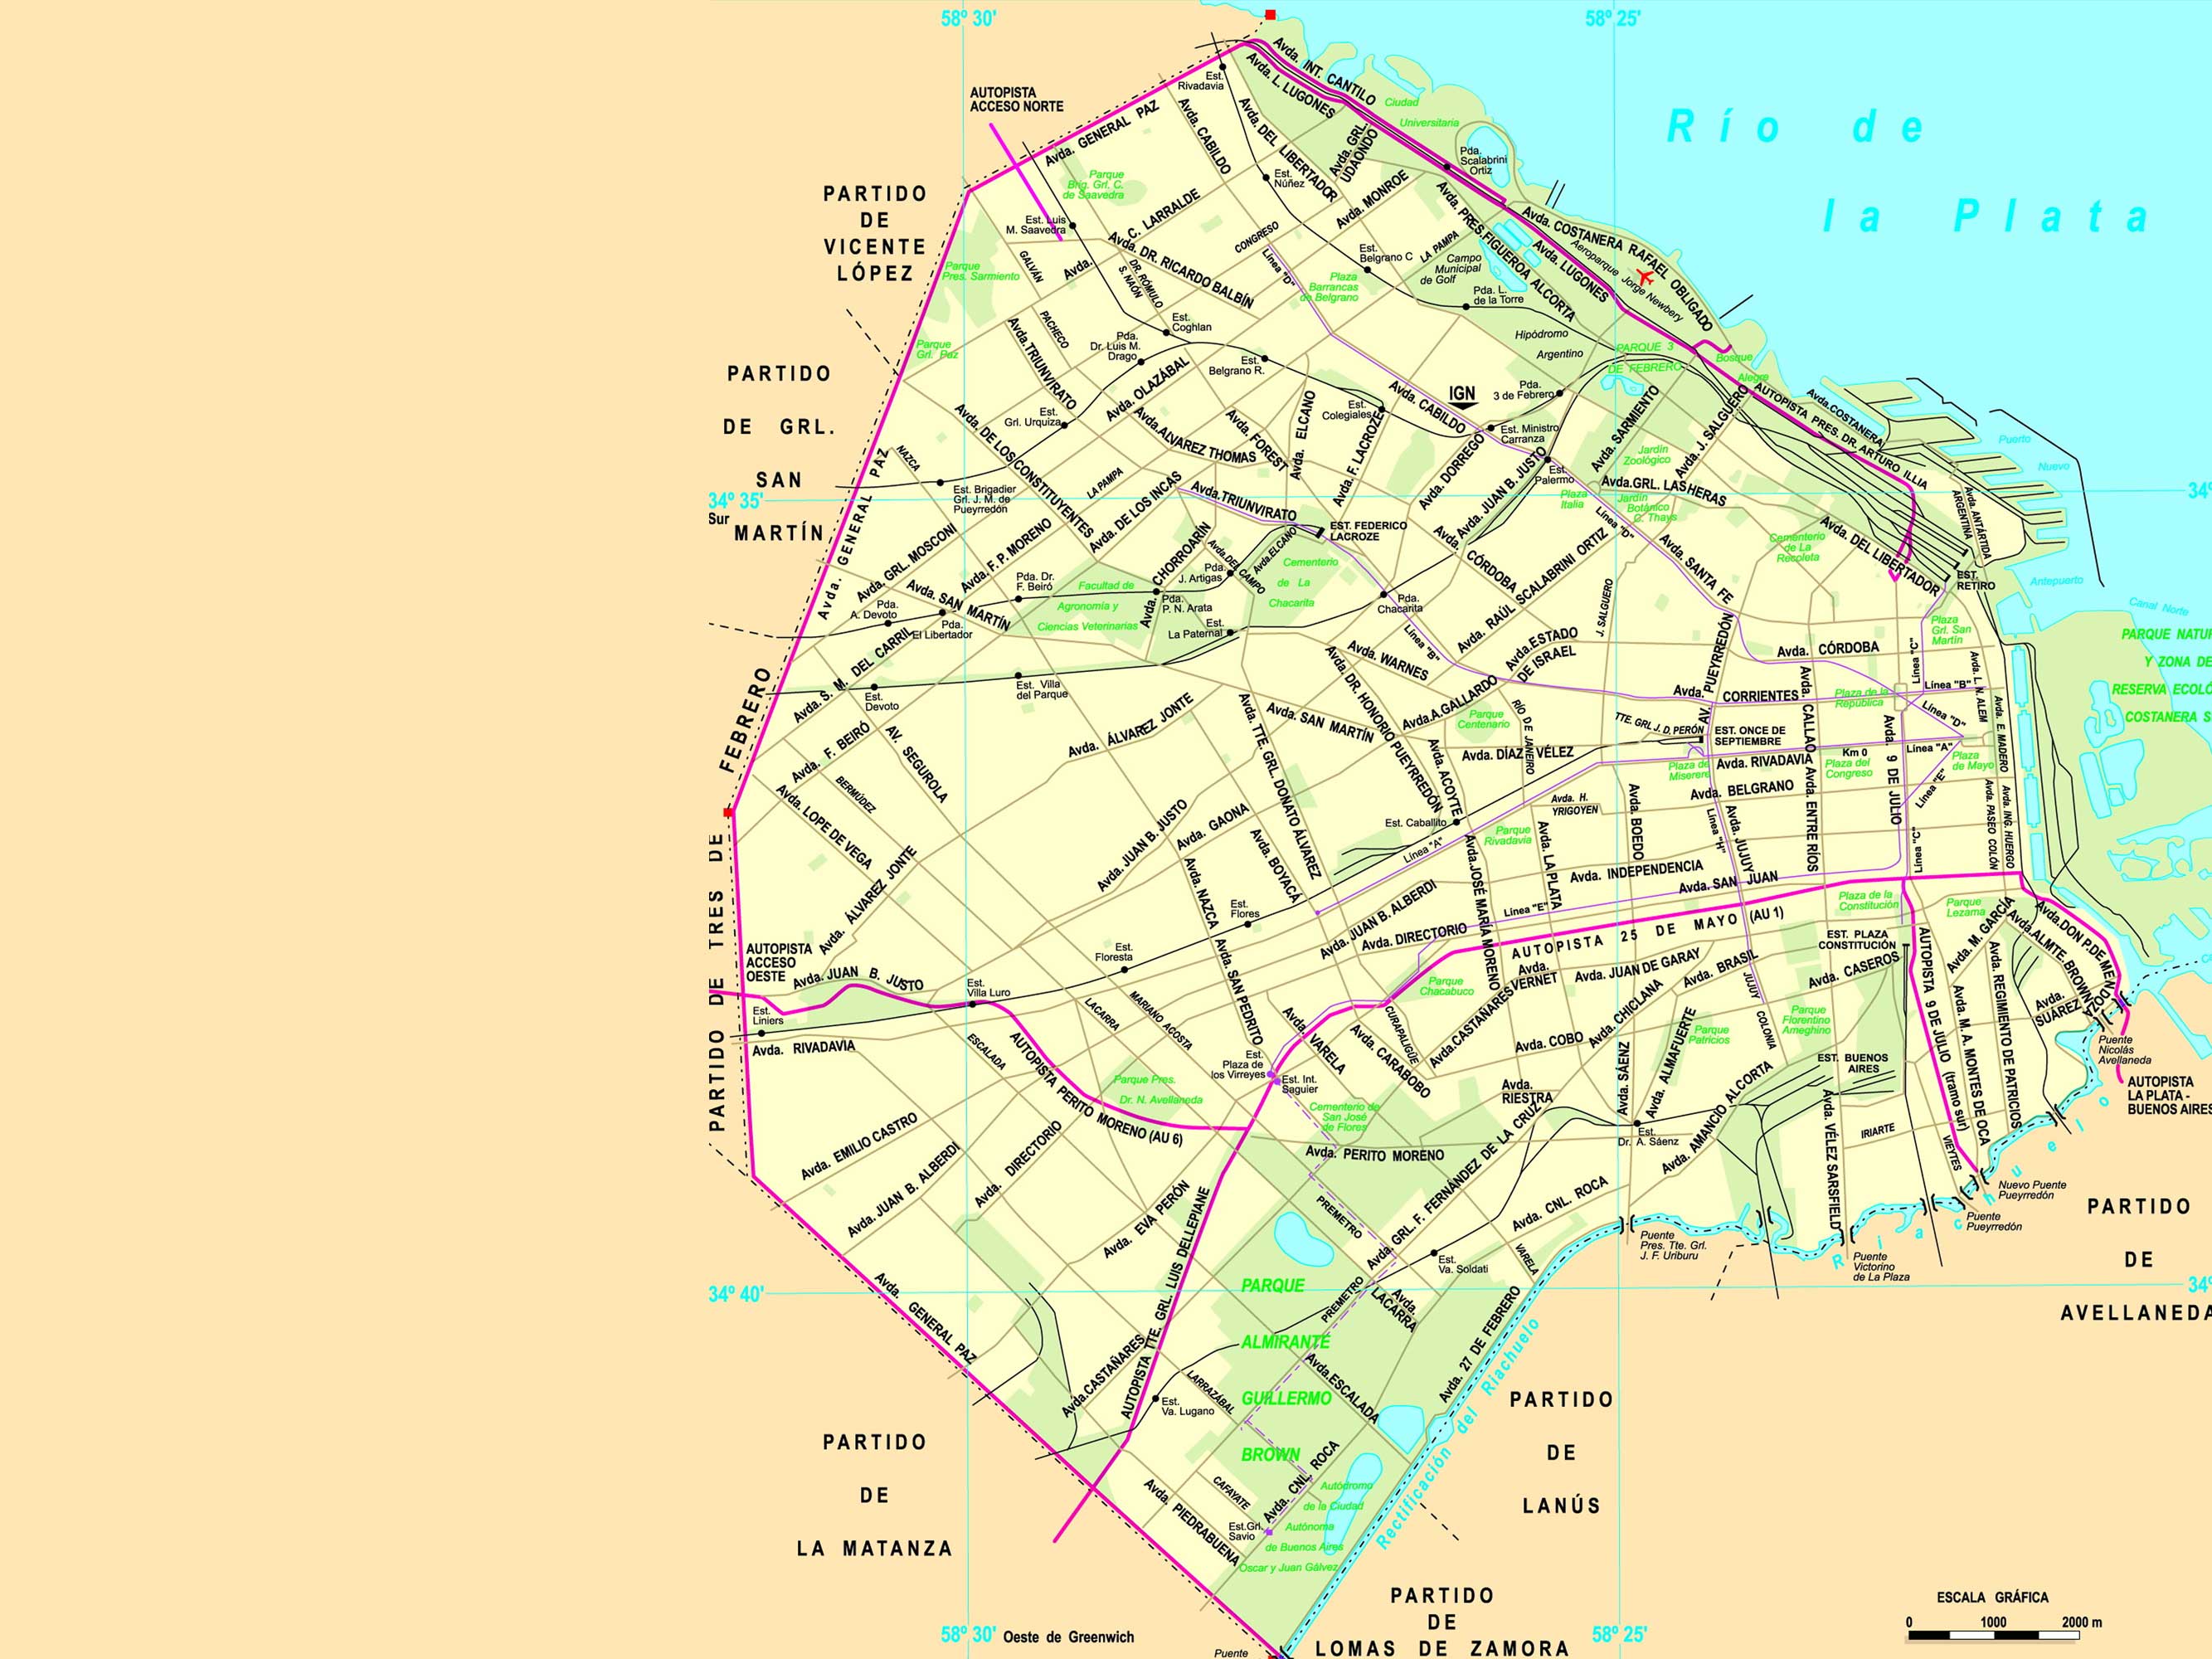 58º 30'
58º 25'
Río de
la Plata
AUTOPISTA
ACCESO NORTE
Est.
Rivadavia
Avda. INT. CANTILO
Avda. L. LUGONES
Ciudad
Universitaria
Avda. GENERAL PAZ
Avda. CABILDO
Avda. DEL LIBERTADOR
Avda. GRL.
UDAONDO
Pda.
Scalabrini
Ortiz
PARTIDO
DE
VICENTE
LÓPEZ
Parque
Brig. Grl. C.
de Saavedra
Est. Luis
M. Saavedra
Est.
Núñez
Avda. MONROE
C. LARRALDE
Avda.
CONGRESO
Línea "D"
Avda. DR. RICARDO BALBÍN
DR. RÓMULO
S. NAÓN
GALVÁN
PACHECO
Parque
Pres. Sarmiento
Parque
Grl. Paz
Est.
Belgrano C
LA PAMPA
Plaza
Barrancas
de Belgrano
Campo
Municipal
de Golf
Avda. PRES.FIGUEROA ALCORTA
Avda. LUGONES
Avda. COSTANERA RAFAEL OBLIGADO
Aeroparque Jorge Newbery
Pda. L.
de la Torre
Hipódromo
Argentino
PARQUE 3
DE FEBRERO
Bosque
Alegre
Est.
Coghlan
Pda.
Dr. Luis M.
Drago
Est.
Belgrano R.
Avda.TRIUNVIRATO
Avda. OLAZÁBAL
Est.
Grl. Urquiza
PARTIDO
DE GRL.
SAN
MARTÍN
Avda. DE LOS CONSTITUYENTES
Avda.ALVAREZ THOMAS
Avda. FOREST
Avda. ELCANO
Est.
Colegiales
Avda. F. LACROZE
Avda. CABILDO
IGN
Pda.
3 de Febrero
Est. Ministro
Carranza
Avda. SARMIENTO
Avda. J. SALGUERO
AUTOPISTA PRES. DR. ARTURO ILLIA
Avda.COSTANERA
Puerto
Nuevo
Antepuerto
Canal Norte
34º 35'
34º
Sur
NAZCA
Est. Brigadier
Grl. J. M. de
Pueyrredón
LA PAMPA
Avda. DE LOS INCAS
Avda.TRIUNVIRATO
Avda. DORREGO
Avda. JUAN B. JUSTO
Est.
Palermo
Plaza
Italia
Jardín
Zoológico
Avda.GRL. LAS HERAS
Jardín
Botánico
C. Thays
Línea "D"
Avda. ANTÁRTIDA
ARGENTINA
EST. FEDERICO
LACROZE
Avda. GENERAL PAZ
Avda. GRL. MOSCONI
Avda. F. P. MORENO
Avda. SAN MARTÍN
Avda. CHORROARÍN
Avda.DEL CAMPO
Avda.ELCANO
Cementerio
de La
Chacarita
Avda. CÓRDOBA
Avda. RAÚL SCALABRINI ORTIZ
Avda. SANTA FE
Cementerio
de La
Recoleta
Avda. DEL LIBERTADOR
EST.
RETIRO
Pda. Dr.
F. Beiró
Facultad de
Agronomía y
Ciencias Veterinarias
Pda.
J. Artigas
Pda.
P. N. Arata
Est.
La Paternal
Pda.
Chacarita
Línea "B"
Pda.
A. Devoto
Pda.
El Libertador
Avda. S. M. DEL CARRIL
Est.
Devoto
Est. Villa
del Parque
Avda. WARNES
Avda.ESTADO
DE ISRAEL
J. SALGUERO
Avda. PUEYRREDÓN
AV.
Plaza
Grl. San
Martín
Avda. CÓRDOBA
Línea "C"
Avda. L. N. ALEM
PARQUE NATUR
Y ZONA DE
RESERVA ECOLÓ
COSTANERA S
Avda. CORRIENTES
Plaza de la
República
Línea "B"
Línea "D"
Avda. E. MADERO
Avda. F. BEIRÓ
AV. SEGUROLA
Avda. ÁLVAREZ JONTE
Avda. TTE. GRL. DONATO ÁLVAREZ
Avda. SAN MARTÍN
Avda. DR. HONORIO PUEYRREDÓN
Avda.A.GALLARDO
Parque
Centenario
RÍO DE JANEIRO
Avda. DÍAZ VÉLEZ
TTE. GRL J. D. PERÓN
EST. ONCE DE
SEPTIEMBRE
Avda. CALLAO
Avda. 9 DE JULIO
Plaza de
Miserere
Avda. RIVADAVIA
Km 0
Plaza del
Congreso
Línea "A"
Plaza
de Mayo
Línea "E"
BERMÚDEZ
Avda. LOPE DE VEGA
Avda. ACOYTE
Avda. H.
YRIGOYEN
Avda. BELGRANO
Avda. ENTRE RÍOS
Línea "H"
Avda. JUJUY
Avda. BOEDO
Avda. PASEO COLÓN
Avda. ING. HUERGO
Est. Caballito
Parque
Rivadavia
Avda. LA PLATA
Línea "A"
Línea "C"
Avda. JUAN B. JUSTO
Avda. GAONA
Avda. BOYACÁ
Avda. NAZCA
Avda. INDEPENDENCIA
Avda. SAN JUAN
PARTIDO DE TRES DE FEBRERO
Avda. ÁLVAREZ JONTE
Est.
Flores
Avda. JUAN B. ALBERDI
Avda. DIRECTORIO
Avda.JOSÉ MARÍA MORENO
Línea "E"
AUTOPISTA 25 DE MAYO (AU 1)
Plaza de la
Constitución
Parque
Lezama
Avda. M. GARCÍA
Avda.DON P.DE MENDOZA
Avda.ALMTE. BROWN
AUTOPISTA
ACCESO
OESTE
Avda. JUAN B. JUSTO
Est.
Floresta
Est.
Villa Luro
Avda. SAN PEDRITO
Avda.
VERNET
Avda. JUAN DE GARAY
Avda. BRASIL
EST. PLAZA
CONSTITUCIÓN
Avda. CASEROS
Parque
Chacabuco
Avda.CASTAÑARES
Avda. CHICLANA
JUJUY
COLONIA
Parque
Florentino
Ameghino
Avda.
SUÁREZ
Est.
Liniers
Avda. RIVADAVIA
LACARRA
MARIANO ACOSTA
ESCALADA
Avda. VARELA
CURAPALIGÜE
Avda. CARABOBO
Avda. COBO
Avda. ALMAFUERTE
Parque
Patricios
AUTOPISTA 9 DE JULIO (tramo sur)
Avda. M. A. MONTES DE OCA
Avda. REGIMIENTO DE PATRICIOS
Puente
Nicolás
Avellaneda
AUTOPISTA
LA PLATA -
BUENOS AIRES
AUTOPISTA PERITO MORENO (AU 6)
Parque Pres.
Dr. N. Avellaneda
Est.
Plaza de
los Virreyes
Est. Int.
Saguier
Cementerio de
San José
de Flores
Avda.
RIESTRA
Avda. SÁENZ
EST. BUENOS
AIRES
Avda. AMANCIO ALCORTA
Avda. VÉLEZ SARSFIELD
IRIARTE
VIEYTES
Avda. EMILIO CASTRO
Avda. JUAN B. ALBERDI
Avda. DIRECTORIO
Avda. PERITO MORENO
Est.
Dr. A. Sáenz
Avda. EVA PERÓN
AUTOPISTA TTE. GRL. LUIS DELLEPIANE
PREMETRO
Avda. GRL. F. FERNÁNDEZ DE LA CRUZ
Avda. CNL. ROCA
Nuevo Puente
Pueyrredón
Puente
Pueyrredón
Riachuelo
Puente
Pres. Tte. Grl.
J. F. Uriburu
Puente
Victorino
de La Plaza
PARTIDO
DE
AVELLANEDA
34º 40'
34º
Est.
Va. Soldati
VARELA
PREMETRO
Avda.
LACARRA
PARQUE
ALMIRANTE
GUILLERMO
BROWN
Avda. GENERAL PAZ
Avda.CASTAÑARES
LARRAZÁBAL
Est.
Va. Lugano
Avda.ESCALADA
Avda. 27 DE FEBRERO
Rectificación del Riachuelo
PARTIDO
DE
LANÚS
PARTIDO
DE
LA MATANZA
CAFAYATE
Avda. CNL. ROCA
Avda. PIEDRABUENA
Est.Grl.
Savio
Autódromo
de la Ciudad
Autónoma
de Buenos Aires
Oscar y Juan Gálvez
PARTIDO
DE
LOMAS DE ZAMORA
58º 30'
Oeste de Greenwich
58º 25'
Puente
ESCALA GRÁFICA
0 1000 2000 m